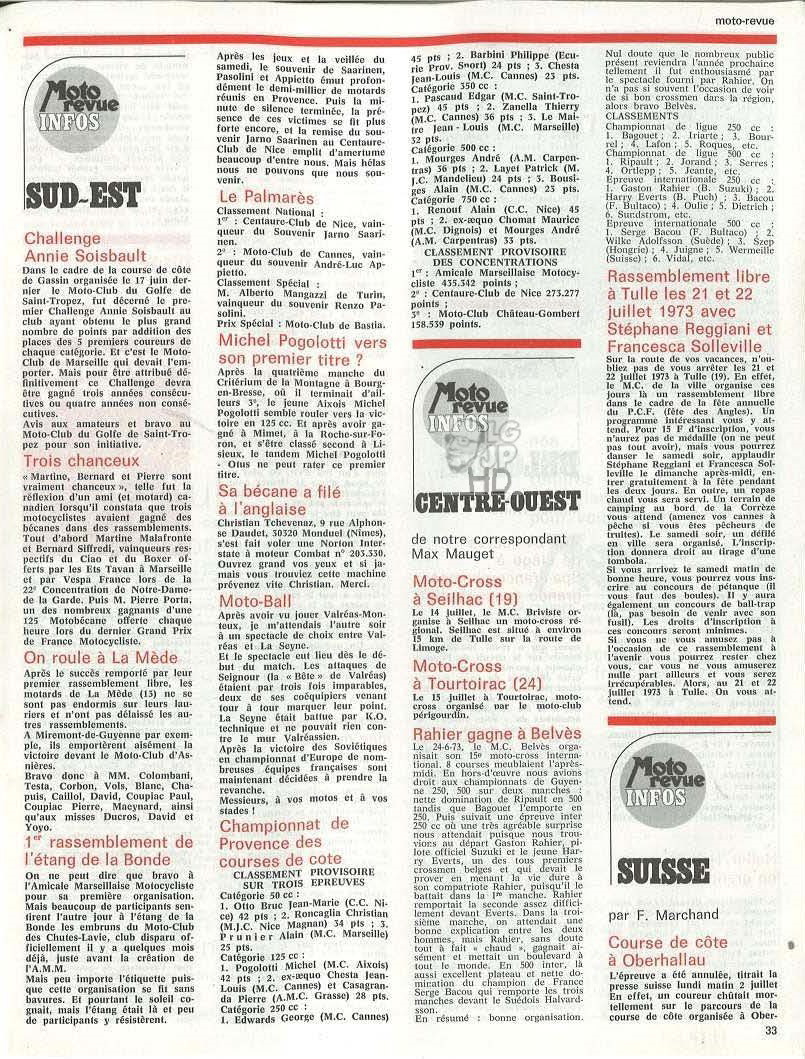 moto-revue
Moto
revue
INFOS
SUD-EST
Challenge
Annie Soisbault
Dans le cadre de la course de côte
de Gassin organisée le 17 juin der-
nier le Moto-Club du Golfe de
Saint-Tropez, fut décerné le pre-
mier Challenge Annie Soisbault au
club ayant obtenu le plus grand
nombre de points par addition des
places des 5 premiers coureurs de
chaque catégorie. Et c'est le Moto-
Club de Marseille qui devait l'em-
porter. Mais pour être attribué dé-
finitivement ce Challenge devra
être gagné trois années consécu-
tives ou quatre années non consé-
cutives.
Avis aux amateurs et bravo au
Moto-Club du Golfe de Saint-Tro-
pez pour son initiative.
Trois chanceux
« Martine, Bernard et Pierre sont
vraiment chanceux », telle fut la
réflexion d'un ami (et motard) ca-
nadien lorsqu'il constata que trois
motocyclistes avaient gagné des
bécanes dans des rassemblements.
Tout d'abord Martine Malafronte
et Bernard Siffredi, vainqueurs res-
pectifs du Ciao et du Boxer of-
ferts par les Ets Tavan à Marseille
et par Vespa France lors de la
22e Concentration de Notre-Dame-
de la Garde. Puis M. Pierre Porta,
un des nombreux gagnants d'une
125 Motobécane offerte chaque
heure lors du dernier Grand Prix
de France Motocycliste.
On roule à La Mède
Après le succès remporté par leur
premier rassemblement libre, les
motards de La Mède (13) ne se
sont pas endormis sur leurs lau-
riers et n'ont pas délaissé les au-
tres rassemblements.
A Miremont-de-Guyenne par exem-
ple, ils emportèrent aisément la
victoire devant le Moto-Club d'As-
nières.
Bravo donc à MM. Colombani,
Testa, Corbon, Vols, Blanc, Cha-
puis, Caillol, David, Coupiac Paul,
Coupiac Pierre, Macynard, ainsi
qu'aux misses Ducros, David et
Yoyo.
1er rassemblement de
l'étang de la Bonde
On ne peut dire que bravo à
l'Amicale Marseillaise Motocycliste
pour sa première organisation.
Mais beaucoup de participants sen-
tirent l'autre jour à l'étang de la
Bonde les embruns du Moto-Club
des Chutes-Lavie, club disparu of-
ficiellement il y a quelques mois
déjà, juste avant la création de
l'A.M.M.
Mais peu importe l'étiquette puis-
que cette organisation se fit sans
bavures. Et pourtant le soleil co-
gnait, mais l'étang était là et peu
de participants y résistèrent.
Après les jeux et la veillée du
samedi, le souvenir de Saarinen,
Pasolini et Appietto émut profon-
dément le demi-millier de motards
réunis en Provence. Puis la mi-
nute de silence terminée, la pré-
sence de ces victimes se fit plus
forte encore, et la remise du sou-
venir Jarno Saarinen au Centaure-
Club de Nice emplit d'amertume
beaucoup d'entre nous. Mais hélas
nous ne pouvons que nous sou-
venir.
Le Palmarès
Classement National :
1er : Centaure-Club de Nice, vain-
queur du Souvenir Jarno Saari-
nen.
2e : Moto-Club de Cannes, vain-
queur du souvenir André-Luc Ap-
pietto.
Classement Spécial :
M. Alberto Mangazzi de Turin,
vainqueur du souvenir Renzo Pa-
solini.
Prix Spécial : Moto-Club de Bastia.
Michel Pogolotti vers
son premier titre ?
Après la quatrième manche du
Critérium de la Montagne à Bourg-
en-Bresse, où il terminait d'ail-
leurs 3e, le jeune Aixois Michel
Pogolotti semble rouler vers la vic-
toire en 125 cc. Et après avoir ga-
gné à Mimet, à la Roche-sur-Fo-
ron, et s'être classé second à Li-
sieux, le tandem Michel Pogolotti
- Otus ne peut rater ce premier
titre.
Sa bécane a filé
à l'anglaise
Christian Tchevenaz, 9 rue Alphon-
se Daudet, 30320 Monduel (Nîmes),
s'est fait voler une Norton Inter-
state à moteur Combat n° 203.330.
Ouvrez grand vos yeux et si ja-
mais vous trouviez cette machine
prévenez vite Christian. Merci.
Moto-Ball
Après avoir vu jouer Valréas-Mon-
teux, je m'attendais l'autre soir
à un spectacle de choix entre Val-
réas et La Seyne.
Et le spectacle eut lieu dès le dé-
but du match. Les attaques de
Seignour (la « Bête » de Valréas)
étaient par trois fois imparables,
deux de ses coéquipiers venant
tour à tour marquer leur point.
La Seyne était battue par K.O.
technique et ne pouvait rien con-
tre le mur Valréassien.
Après la victoire des Soviétiques
en championnat d'Europe de nom-
breuses équipes françaises sont
maintenant décidées à prendre la
revanche.
Messieurs, à vos motos et à vos
stades !
Championnat de
Provence des
courses de cote
CLASSEMENT PROVISOIRE
SUR TROIS EPREUVES
Catégorie 50 cc :
1. Otto Bruc Jean-Marie (C.C. Ni-
ce) 42 pts ; 2. Roncaglia Christian
(M.J.C. Nice Magnan) 34 pts ; 3.
Prunier Alain (M.C. Marseille)
25 pts.
Catégorie 125 cc :
1. Pogolotti Michel (M.C. Aixois)
42 pts ; 2. ex-æquo Chesta Jean-
Louis (M.C. Cannes) et Casagran-
da Pierre (A.M.C. Grasse) 28 pts.
Catégorie 250 cc :
1. Edwards George (M.C. Cannes)
45 pts ; 2. Barbini Philippe (Ecu-
rie Prov. Sport) 24 pts ; 3. Chesta
Jean-Louis (M.C. Cannes) 23 pts.
Catégorie 350 cc :
1. Pascaud Edgar (M.C. Saint-Tro-
pez) 45 pts ; 2. Zanella Thierry
(M.C. Cannes) 36 pts ; 3. Le Mai-
tre Jean-Louis (M.C. Marseille)
32 pts.
Catégorie 500 cc :
1. Mourges André (A.M. Carpen-
tras) 36 pts ; 2. Layet Patrick (M.
J.C. Mandelieu) 24 pts ; 3. Bousi-
ges Alain (M.C. Cannes) 23 pts.
Catégorie 750 cc :
1. Renouf Alain (C.C. Nice) 45
pts ; 2. ex-æquo Chomat Maurice
(M.C. Dignois) et Mourges André
(A.M. Carpentras) 33 pts.
CLASSEMENT PROVISOIRE
DES CONCENTRATIONS
1er : Amicale Marseillaise Motocy-
cliste 435.342 points ;
2e : Centaure-Club de Nice 273.277
points ;
3e : Moto-Club Château-Gombert
158.539 points.
Moto
revue
INFOS
CENTRE-OUEST
de notre correspondant
Max Mauget
Moto-Cross
à Seilhac (19)
Le 14 juillet, le M.C. Briviste or-
ganise à Seilhac un moto-cross ré-
gional. Seilhac est situé à environ
15 km de Tulle sur la route de
Limoge.
Moto-Cross
à Tourtoirac (24)
Le 15 juillet à Tourtoirac, moto-
cross organisé par le moto-club
périgourdin.
Rahier gagne à Belvès
Le 24-6-73, le M.C. Belvès orga-
nisait son 15e moto-cross interna-
tional. 8 courses meublaient l'après-
midi. En hors-d'œuvre nous avions
droit aux championnats de Guyen-
ne 250, 500 sur deux manches :
nette domination de Ripault en 500
tandis que Bagouet l'emporte en
250. Puis suivait une épreuve inter
250 cc où une très agréable surprise
nous attendait puisque nous trou-
vions au départ Gaston Rahier, pi-
lote officiel Suzuki et le jeune Har-
ry Everts, un des tous premiers
crossmen belges et qui devait le
prover en menant la vie dure à
son compatriote Rahier, puisqu'il le
battait dans la 1re manche. Rahier
remportait la seconde assez difficil-
lement devant Everts. Dans la troi-
sième manche, on attendait une
bonne explication entre les deux
hommes, mais Rahier, sans doute
tout à fait « chaud », gagnait ai-
sément et mettait un boulevard à
tout le monde. En 500 inter, là
aussi excellent plateau et nette do-
mination du champion de France
Serge Bacou qui remporte les trois
manches devant le Suédois Halvard-
sson.
En résumé : bonne organisation.
Nul doute que le nombreux public
présent reviendra l'année prochaine
tellement il fut enthousiasmé par
le spectacle fourni par Rahier. On
n'a pas si souvent l'occasion de voir
de si bon crossmen dans la région,
alors bravo Belvès.
CLASSEMENTS
Championnat de ligue 250 cc :
1. Bagouet ; 2. Iriarte ; 3. Bour-
rel ; 4. Lafon ; 5. Roques, etc.
Championnat de ligue 500 cc :
1. Ripault ; 2. Jorand ; 3. Serres ;
4. Ortlepp ; 5. Jeante, etc.
Epreuve internationale 250 cc :
1. Gaston Rahier (B. Suzuki) ; 2.
Harry Everts (B. Puch) ; 3. Bacou
(F. Bultaco) ; 4. Oulie ; 5. Dietrich ;
6. Sundstrom, etc.
Epreuve internationale 500 cc :
1. Serge Bacou (F. Bultaco) ; 2.
Wilke Adolfsson (Suède) ; 3. Szep
(Hongrie) ; 4. Juigne ; 5. Wermeille
(Suisse) ; 6. Vidal, etc.
Rassemblement libre
à Tulle les 21 et 22
juillet 1973 avec
Stéphane Reggiani et
Francesca Solleville
Sur la route de vos vacances, n'ou-
bliez pas de vous arrêter les 21 et
22 juillet 1973 à Tulle (19). En effet,
le M.C. de la ville organise ces
jours là un rassemblement libre
dans le cadre de la fête annuelle
du P.C.F. (fête des Angles). Un
programme intéressant vous y at-
tend. Pour 15 F d'inscription, vous
n'aurez pas de médaille (on ne peut
pas tout avoir), mais vous pourrez
danser le samedi soir, applaudir
Stéphane Reggiani et Francesca Sol-
leville le dimanche après-midi, en-
trer gratuitement à la fête pendant
les deux jours. En outre, un repas
chaud vous sera servi. Un terrain de
camping au bord de la Corrèze
vous attend (amenez vos cannes à
pêche si vous êtes pêcheurs de
truites). Le samedi soir, un défilé
en ville sera organisé. L'inscrip-
tion donnera droit au tirage d'une
tombola.
Si vous arrivez le samedi matin de
bonne heure, vous pourrez vous ins-
crire au concours de pétanque (il
vous faut des boules). Il y aura
également un concours de ball-trap
(là, pas besoin de venir avec son
fusil). Les droits d'inscription à
ces concours seront minimes.
Si vous ne vous amusez pas à
l'occasion de ce rassemblement à
l'avenir vous pourrez rester chez
vous, car vous ne vous amuserez
nulle part ailleurs et vous serez
irrécupérables. Alors, au 21 et 22
juillet 1973 à Tulle. On vous at-
tend.
Moto
revue
INFOS
SUISSE
par F. Marchand
Course de côte
à Oberhallau
L'épreuve a été annulée, titrait la
presse suisse lundi matin 2 juillet
En effet, un coureur chûtait mor-
tellement sur le parcours de la
course de côte organisée à Ober-
33